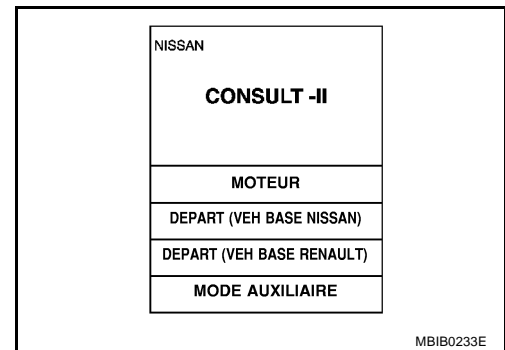 NISSAN
CONSULT -II
MOTEUR
DEPART (VEH BASE NISSAN)
DEPART (VEH BASE RENAULT)
MODE AUXILIAIRE
MBIB0233E